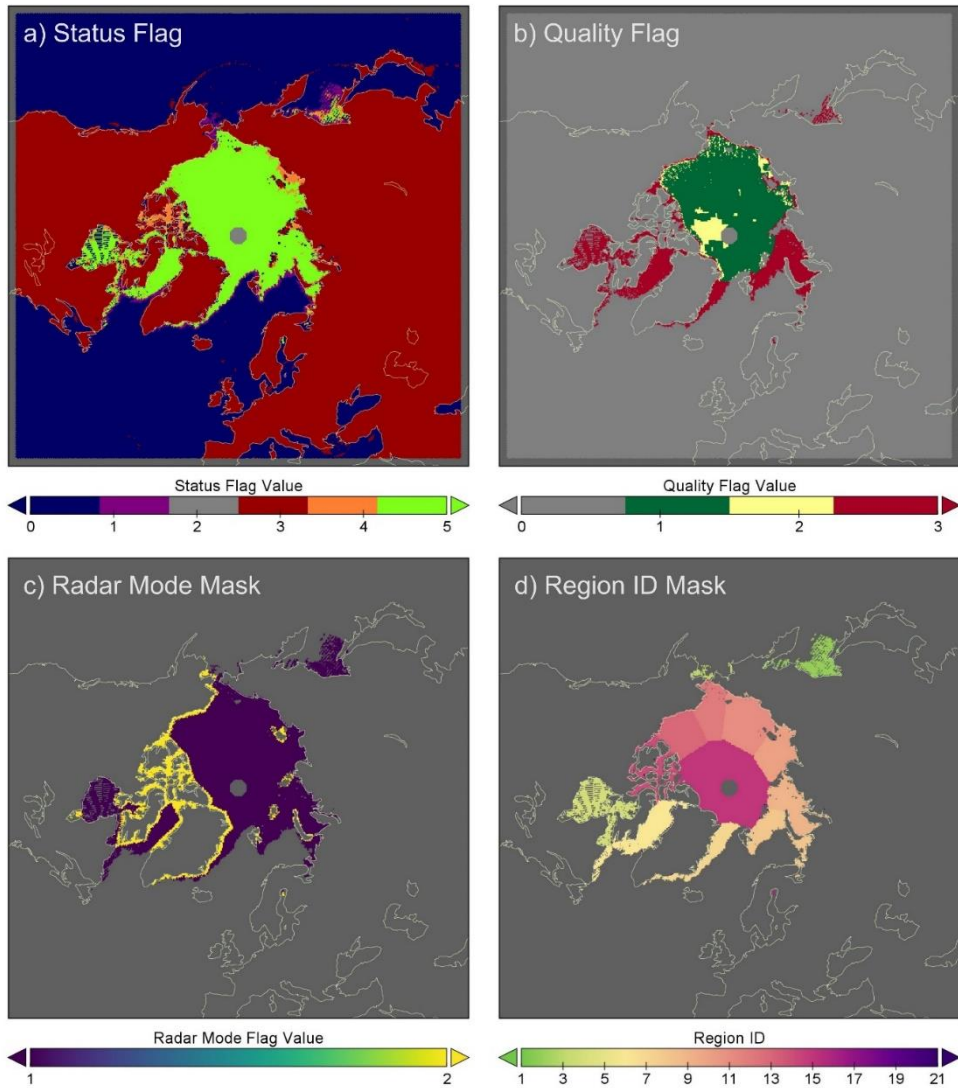 a) Status Flag
b) Quality Flag
Status Flag Value
0 1 2 3 4 5
Quality Flag Value
0 1 2 3
c) Radar Mode Mask
d) Region ID Mask
Radar Mode Flag Value
1 2
Region ID
1 3 5 7 9 11 13 15 17 19 21